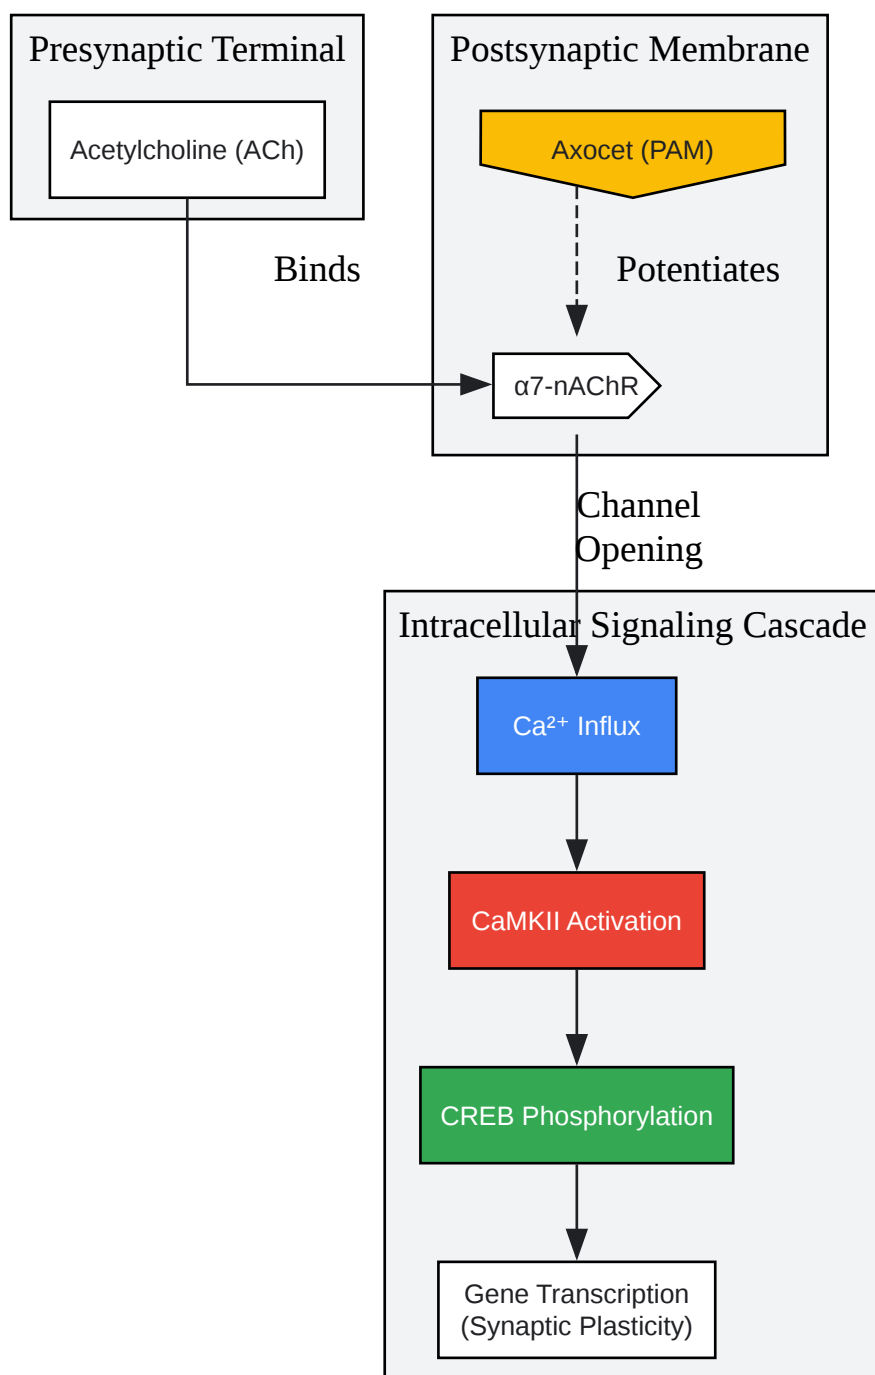 Presynaptic Terminal
Acetylcholine (ACh)
Postsynaptic Membrane
Axocet (PAM)
Binds
Potentiates
α7-nAChR
Channel
Opening
Intracellular Signaling Cascade
Ca²⁺ Influx
CaMKII Activation
CREB Phosphorylation
Gene Transcription
(Synaptic Plasticity)